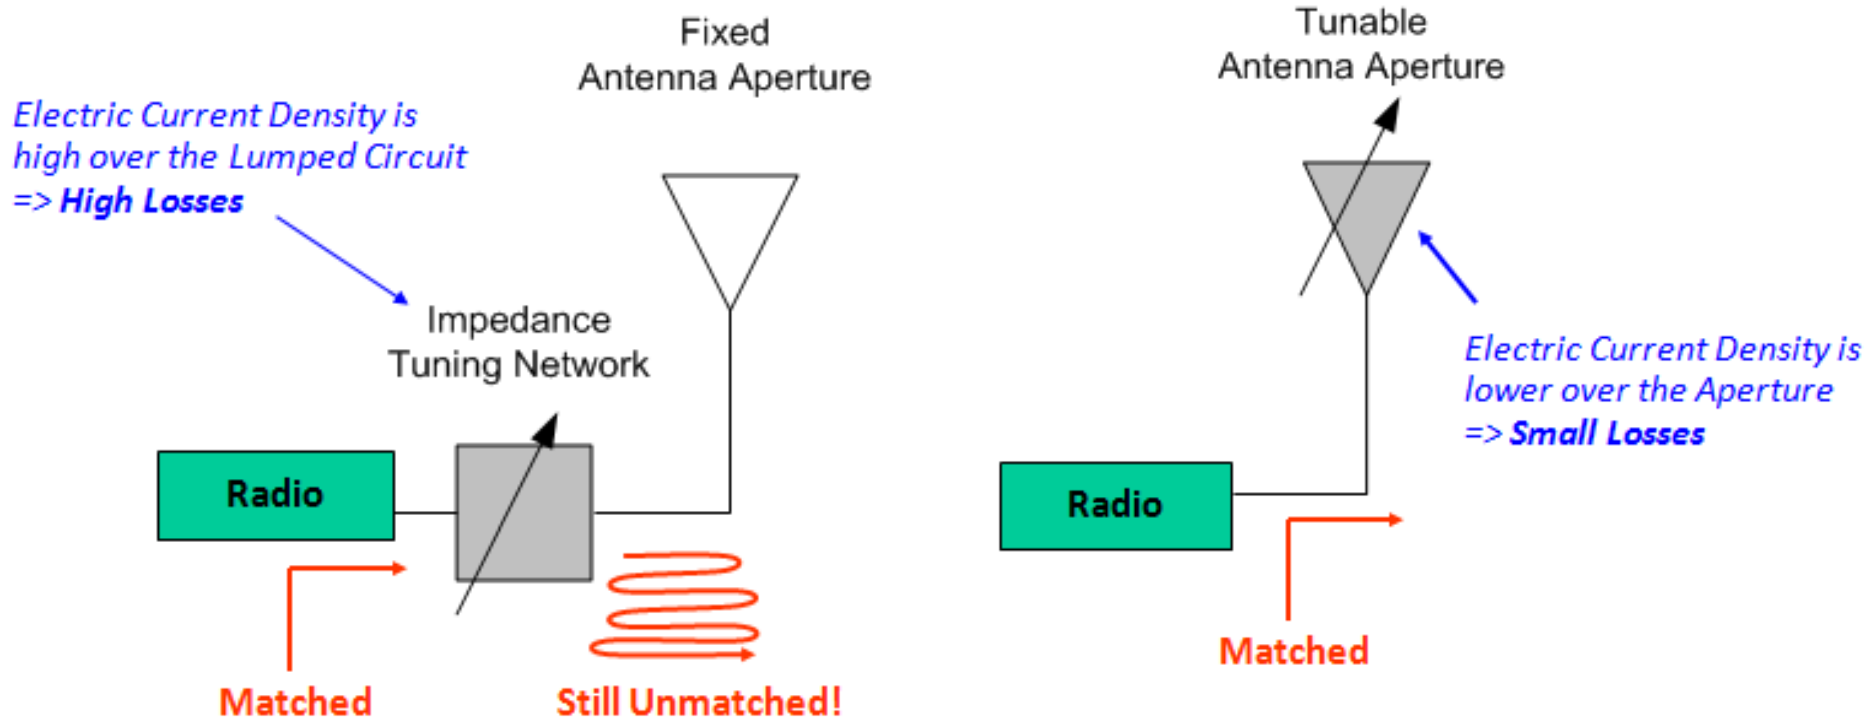 Fixed
Antenna Aperture
Electric Current Density is
high over the Lumped Circuit
=> High Losses
Impedance
Tuning Network
Radio
Matched
Still Unmatched!
Tunable
Antenna Aperture
Electric Current Density is
lower over the Aperture
=> Small Losses
Radio
Matched